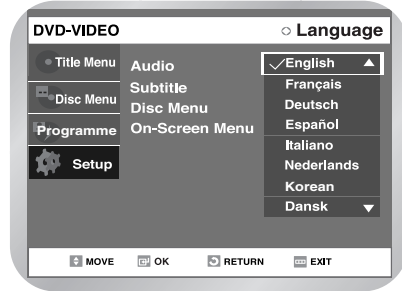 DVD-VIDEO
Language
Title Menu
Disc Menu
Programme
Setup
Audio
Subtitle
Disc Menu
On-Screen Menu
English
Français
Deutsch
Español
Italiano
Nederlands
Korean
Dansk
MOVE OK RETURN EXIT